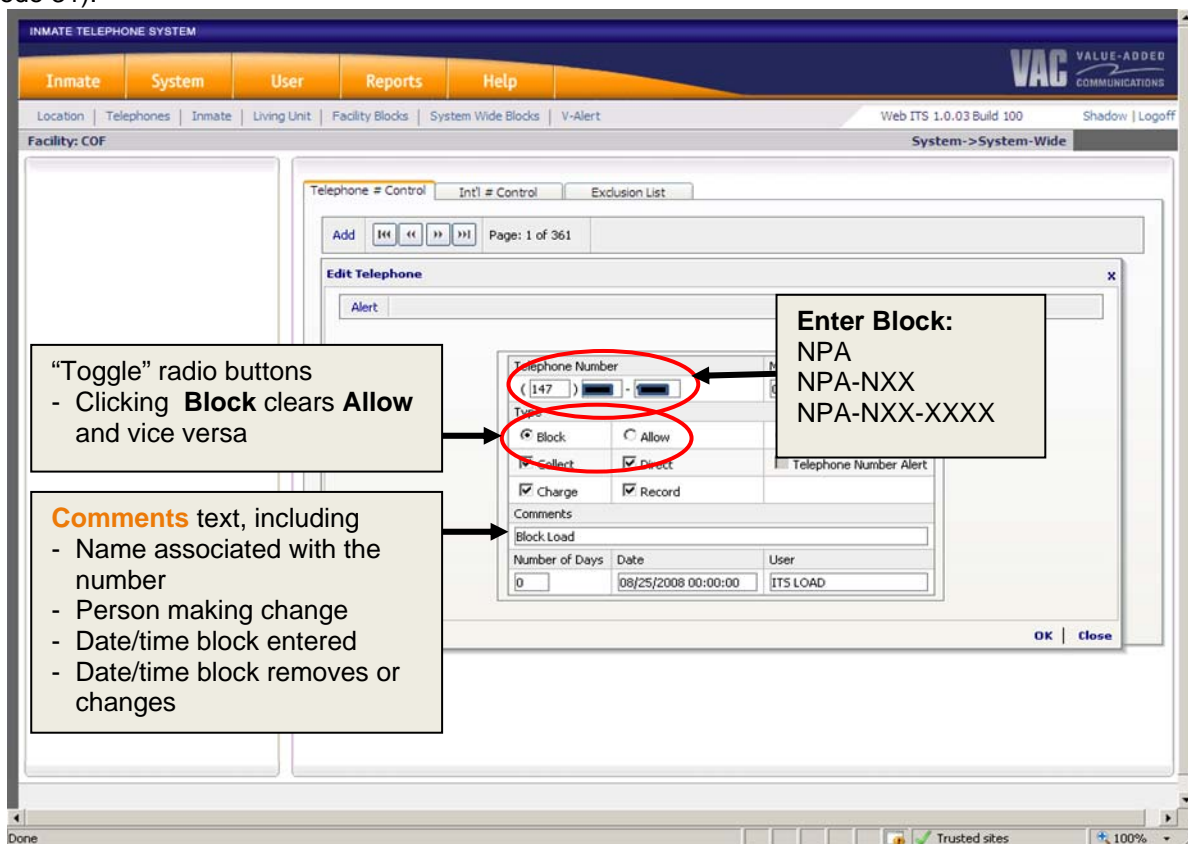 INMATE TELEPHONE SYSTEM
VAC VALUE-ADDED COMMUNICATIONS
Inmate System User Reports Help
Location | Telephones | Inmate | Living Unit | Facility Blocks | System Wide Blocks | V-Alert
Web ITS 1.0.03 Build 100 Shadow | Logoff
Facility: COF System->System-Wide
Telephone # Control Int'l # Control Exclusion List
Add Page: 1 of 361
Edit Telephone x
Alert
Enter Block:
NPA
NPA-NXX
NPA-NXX-XXXX
“Toggle” radio buttons
- Clicking Block clears Allow
and vice versa
Telephone Number
( 147 ) -
Type
Block Allow
Collect Direct Telephone Number Alert
Charge Record
Comments
Block Load
Number of Days Date User
0 08/25/2008 00:00:00 ITS LOAD
Comments text, including
- Name associated with the
number
- Person making change
- Date/time block entered
- Date/time block removes or
changes
OK | Close
Done Trusted sites 100%